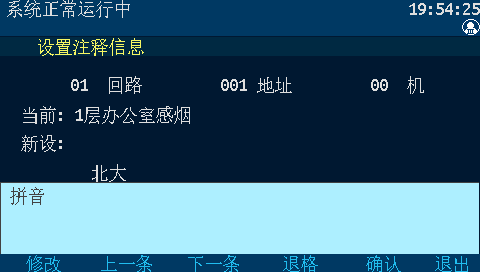 系统正常运行中 19:54:25
设置注释信息
01 回路 001 地址 00 机
当前: 1层办公室感烟
新设:
北大
拼音
修改 上一条 下一条 退格 确认 退出